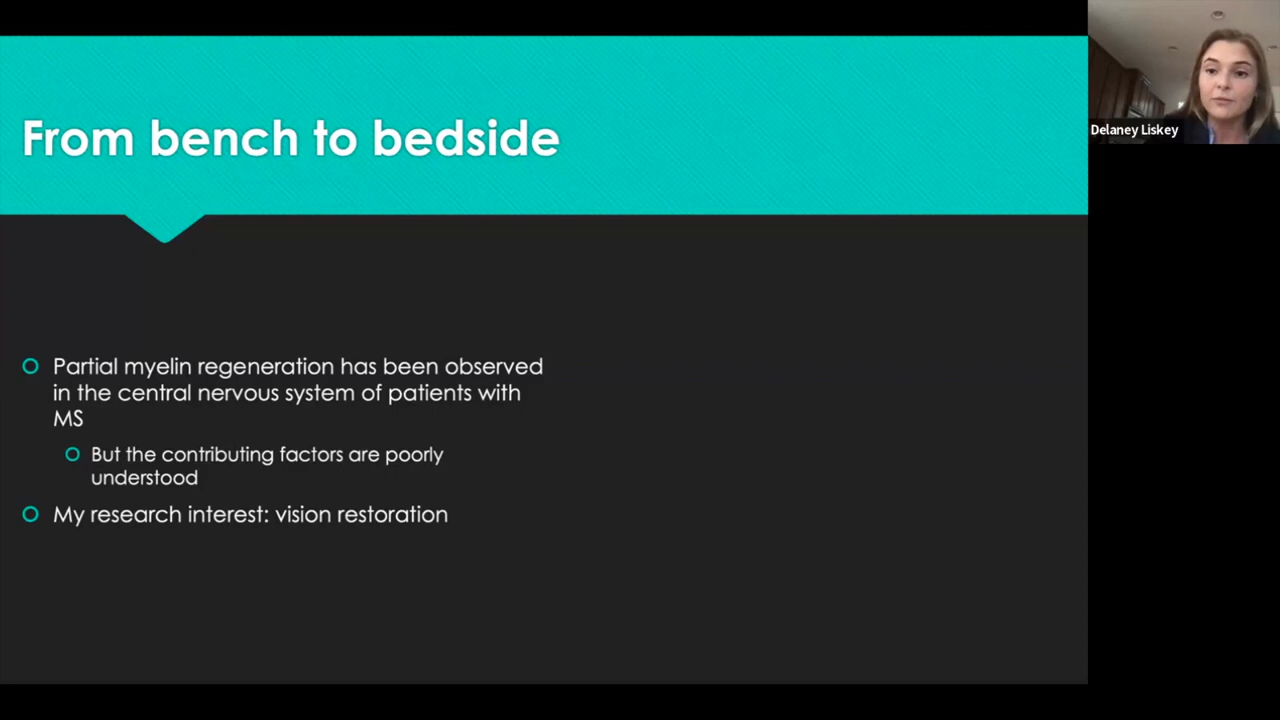 From bench to bedside
Delaney Liskey
Partial myelin regeneration has been observed
in the central nervous system of patients with
MS
But the contributing factors are poorly
understood
My research interest: vision restoration